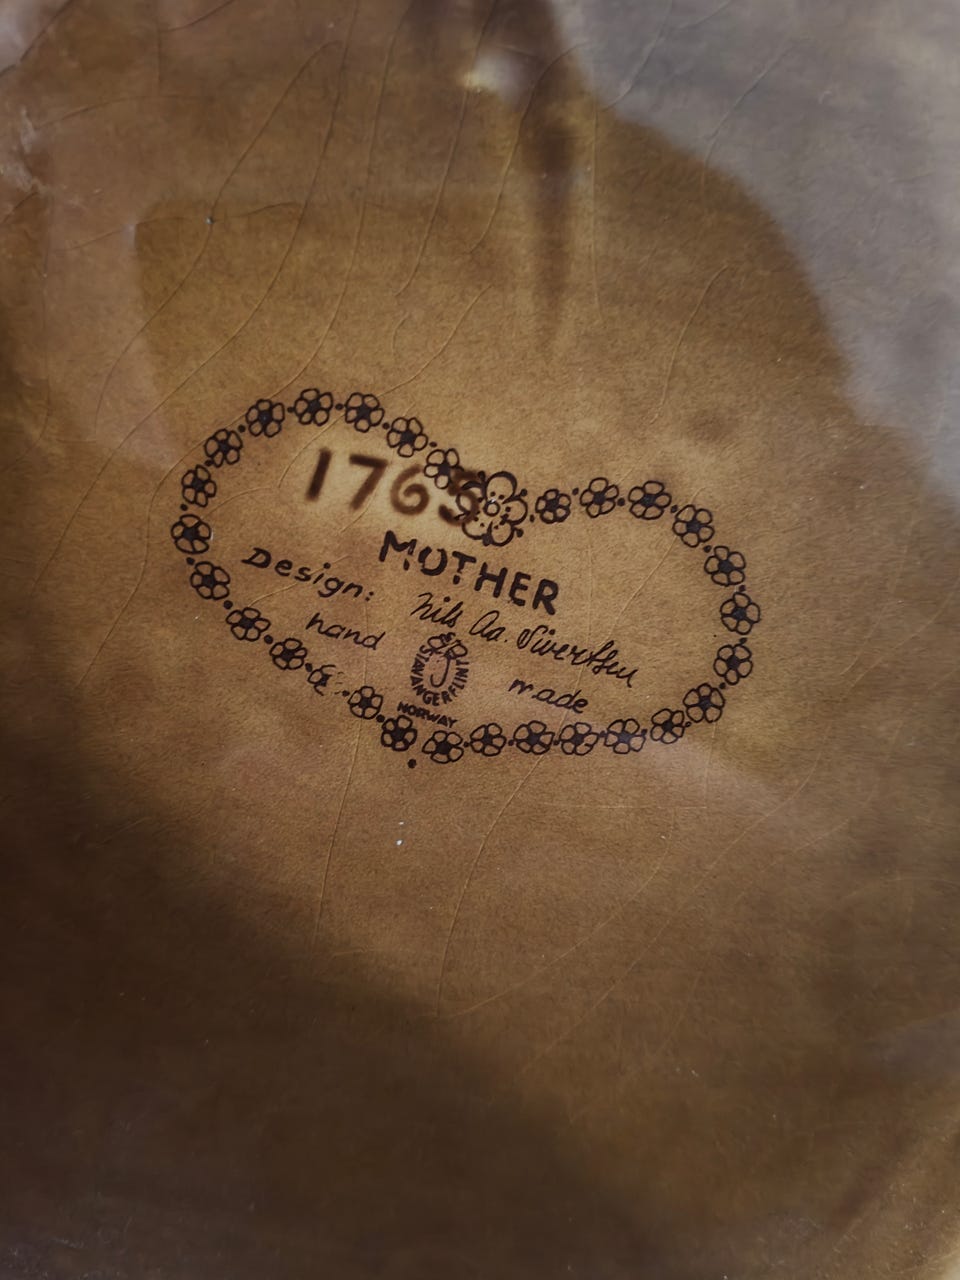 1765
MOTHER
Design: Nils Aa. Sivertsen
hand made
STAVANGERFLINT
NORWAY